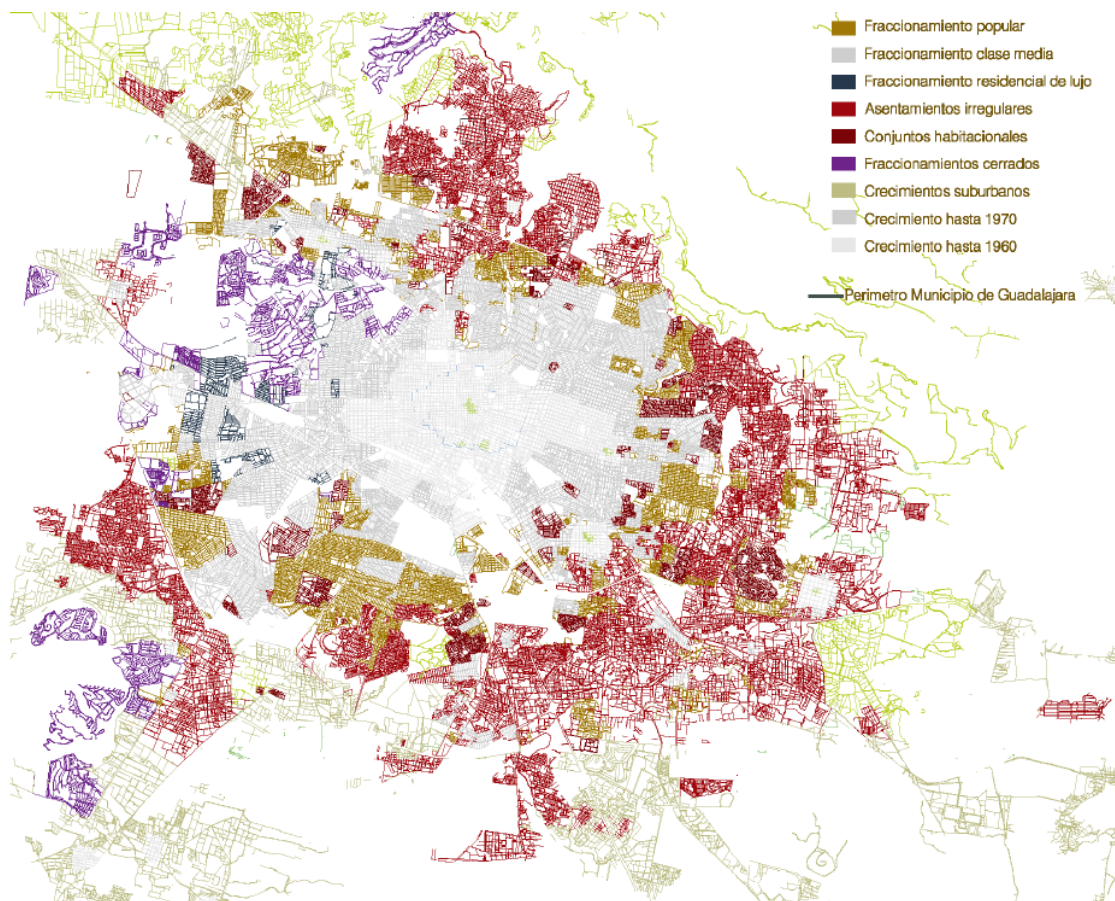 Fraccionamiento popular
Fraccionamiento clase media
Fraccionamiento residencial de lujo
Asentamientos irregulares
Conjuntos habitacionales
Fraccionamientos cerrados
Crecimientos suburbanos
Crecimiento hasta 1970
Crecimiento hasta 1960
Perimetro Municipio de Guadalajara